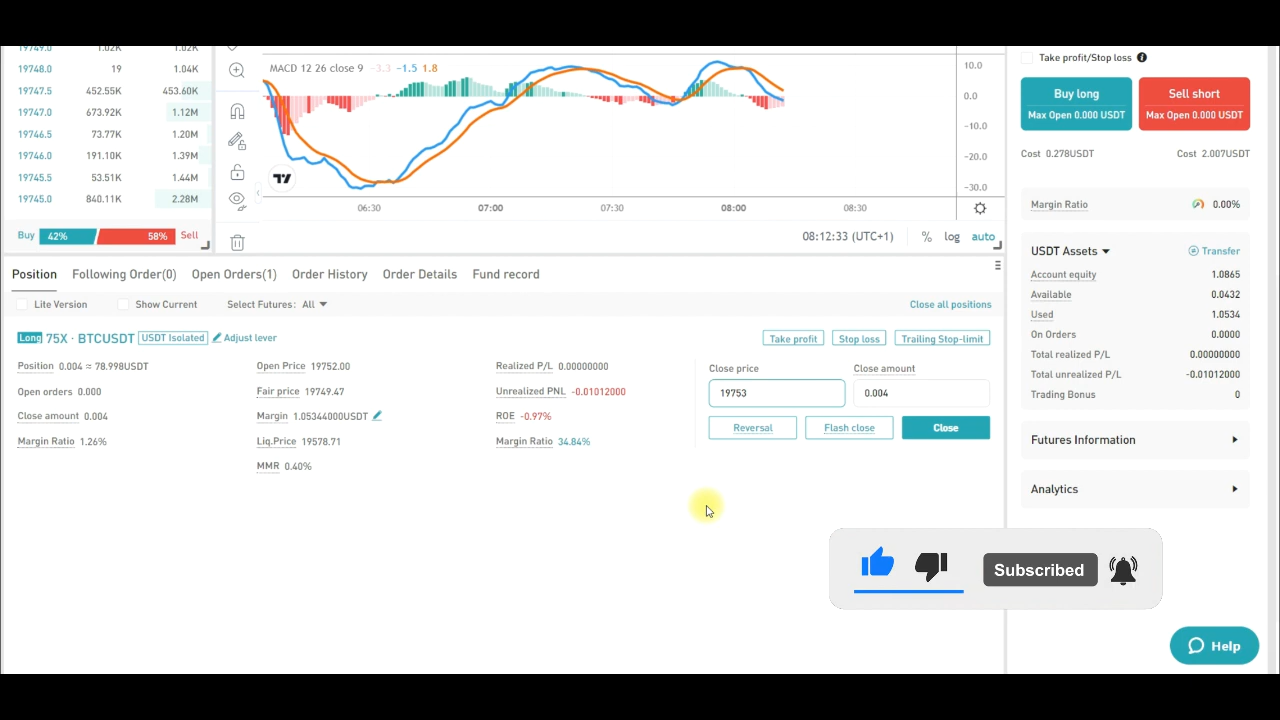 19749.0 1.02K 1.02K
19748.0 19 1.04K
19747.5 452.55K 453.60K
19747.0 673.92K 1.12M
19746.5 73.77K 1.20M
19746.0 191.10K 1.39M
19745.5 53.51K 1.44M
19745.0 840.11K 2.28M
Buy 42% 58% Sell
MACD 12 26 close 9 -3.3 -1.5 1.8
10.0
0.0
-10.0
-20.0
-30.0
06:30 07:00 07:30 08:00 08:30
08:12:33 (UTC+1) % log auto
Take profit/Stop loss
Buy long
Max Open 0.000 USDT
Sell short
Max Open 0.000 USDT
Cost 0.278USDT Cost 2.007USDT
Margin Ratio 0.00%
USDT Assets Transfer
Account equity 1.0865
Available 0.0432
Used 1.0534
On Orders 0.0000
Total realized P/L 0.00000000
Total unrealized P/L -0.01012000
Trading Bonus 0
Futures Information
Analytics
Position Following Order(0) Open Orders(1) Order History Order Details Fund record
Lite Version Show Current Select Futures: All Close all positions
Long 75X · BTCUSDT USDT Isolated Adjust lever Take profit Stop loss Trailing Stop-limit
Position 0.004 ≈ 78.998USDT Open Price 19752.00 Realized P/L 0.00000000 Close price Close amount
Open orders 0.000 Fair price 19749.47 Unrealized PNL -0.01012000 19753 0.004
Close amount 0.004 Margin 1.05344000USDT ROE -0.97%
Reversal Flash close Close
Margin Ratio 1.26% Liq.Price 19578.71 Margin Ratio 34.84%
MMR 0.40%
Subscribed
Help